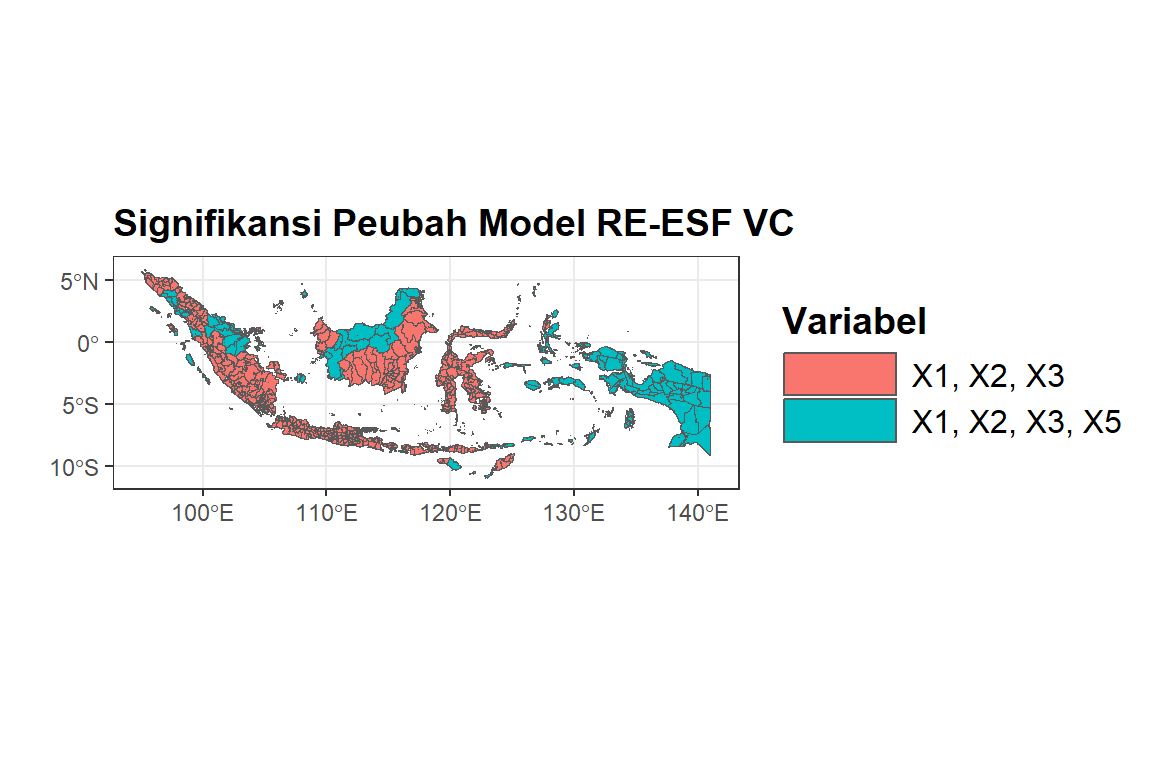 Signifikansi Peubah Model RE-ESF VC
5°N
0°
5°S
10°S
100°E 110°E 120°E 130°E 140°E
Variabel
X1, X2, X3
X1, X2, X3, X5